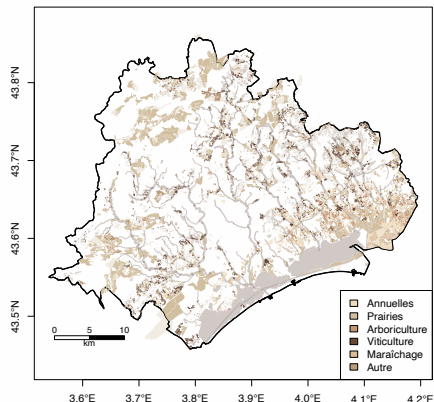 43.8°N
43.7°N
43.6°N
43.5°N
0 5 10
km
Annuelles
Prairies
Arboriculture
Viticulture
Maraîchage
Autre
3.6°E 3.7°E 3.8°E 3.9°E 4.0°E 4.1°E 4.2°E